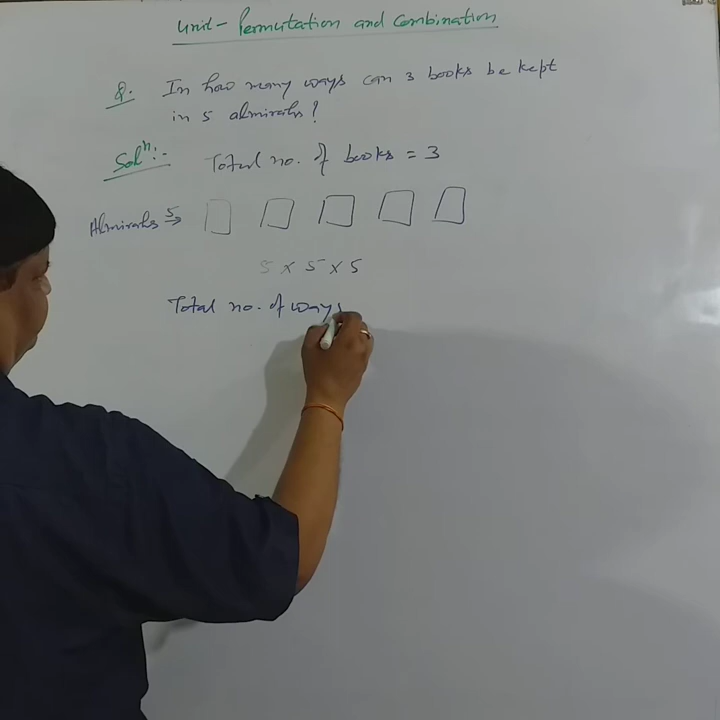 Unit - Permutation and Combination
Q. In how many ways can 3 books be kept
in 5 almirahs?
Solⁿ:- Total no. of books = 3
Almirahs 5 →
5 x 5 x 5
Total no. of ways